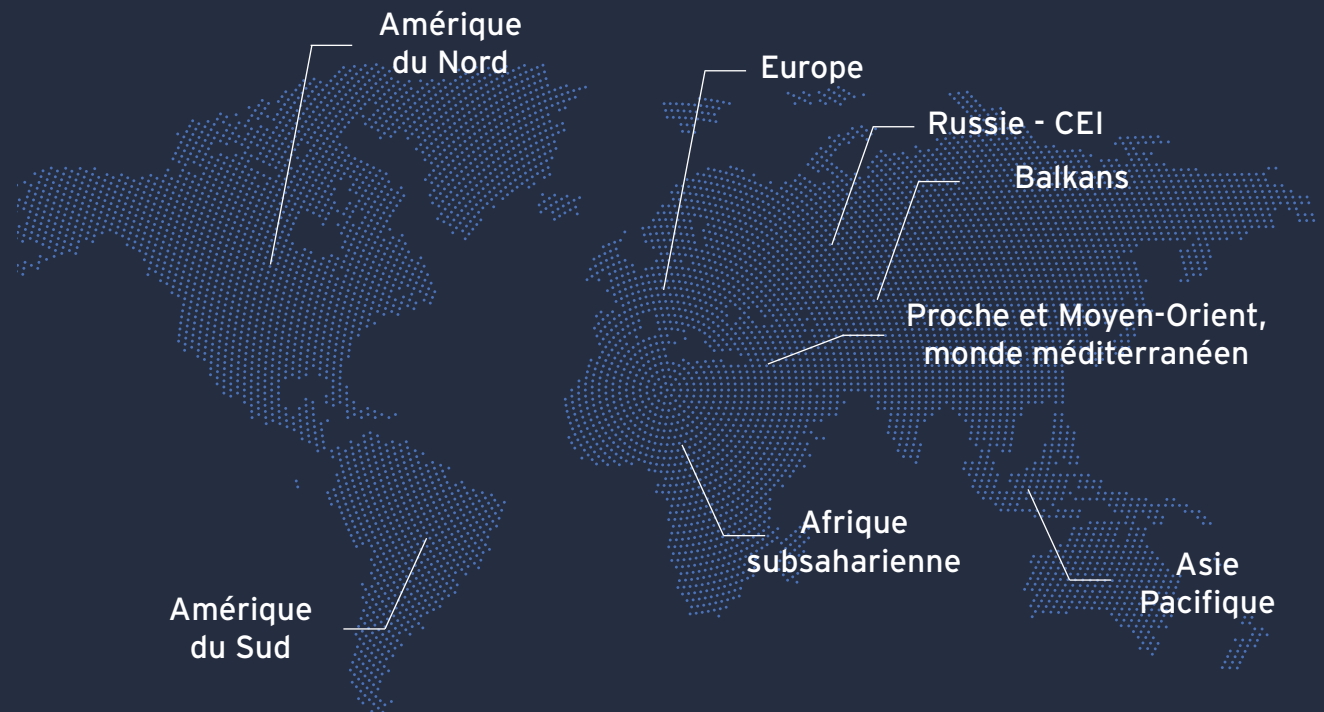 Amérique
du Nord
Europe
Russie - CEI
Balkans
Proche et Moyen-Orient,
monde méditerranéen
Afrique
subsaharienne
Asie
Pacifique
Amérique
du Sud